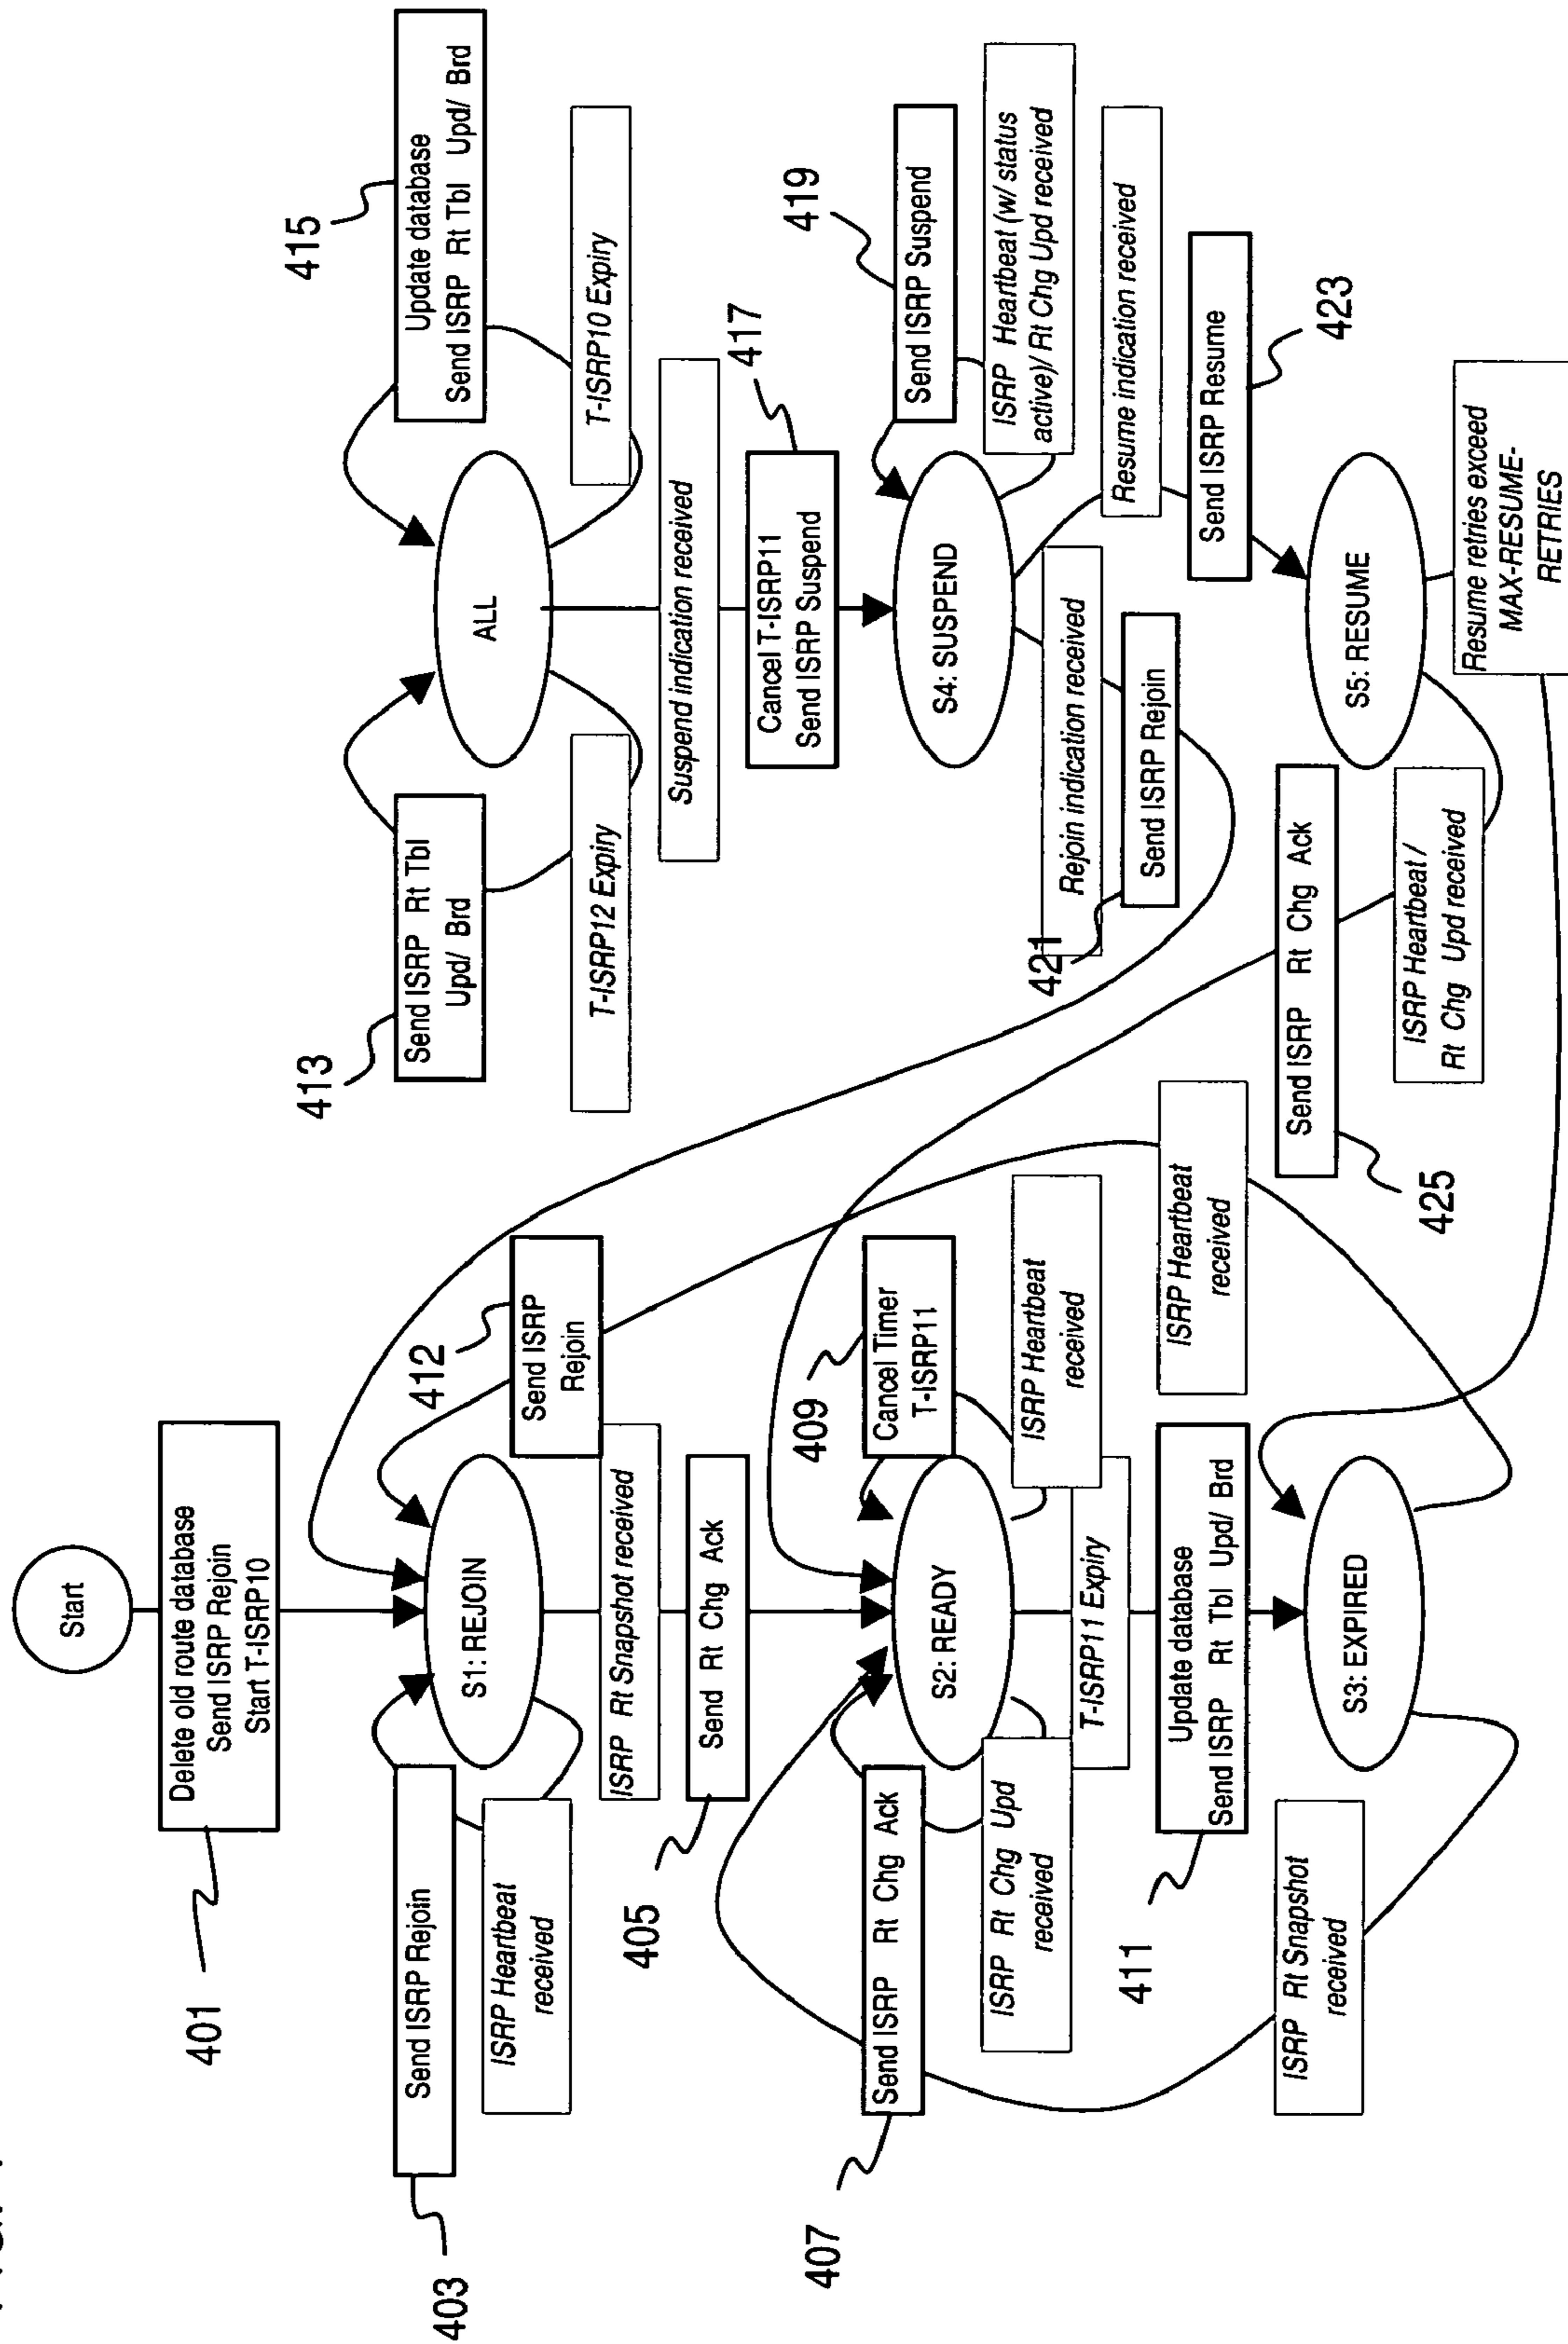 Start
401
Delete old route database
Send ISRP Rejoin
Start T-ISRP10
403
Send ISRP Rejoin
ISRP Heartbeat
received
S1: REJOIN
412
Send ISRP
Rejoin
ISRP Rt Snapshot received
405
Send Rt Chg Ack
407
Send ISRP Rt Chg Ack
ISRP Rt Chg Upd
received
S2: READY
409
Cancel Timer
T-ISRP11
ISRP Heartbeat
received
T-ISRP11 Expiry
411
Update database
Send ISRP Rt Tbl Upd/ Brd
ISRP Heartbeat
received
ISRP Rt Snapshot
received
S3: EXPIRED
413
Send ISRP Rt Tbl
Upd/ Brd
T-ISRP12 Expiry
ALL
415
Update database
Send ISRP Rt Tbl Upd/ Brd
T-ISRP10 Expiry
Suspend indication received
417
Cancel T-ISRP11
Send ISRP Suspend
S4: SUSPEND
419
Send ISRP Suspend
ISRP Heartbeat (w/ status
active)/ Rt Chg Upd received
421
Rejoin indication received
Send ISRP Rejoin
Resume indication received
Send ISRP Resume
423
425
Send ISRP Rt Chg Ack
ISRP Heartbeat /
Rt Chg Upd received
S5: RESUME
Resume retries exceed
MAX-RESUME-
RETRIES